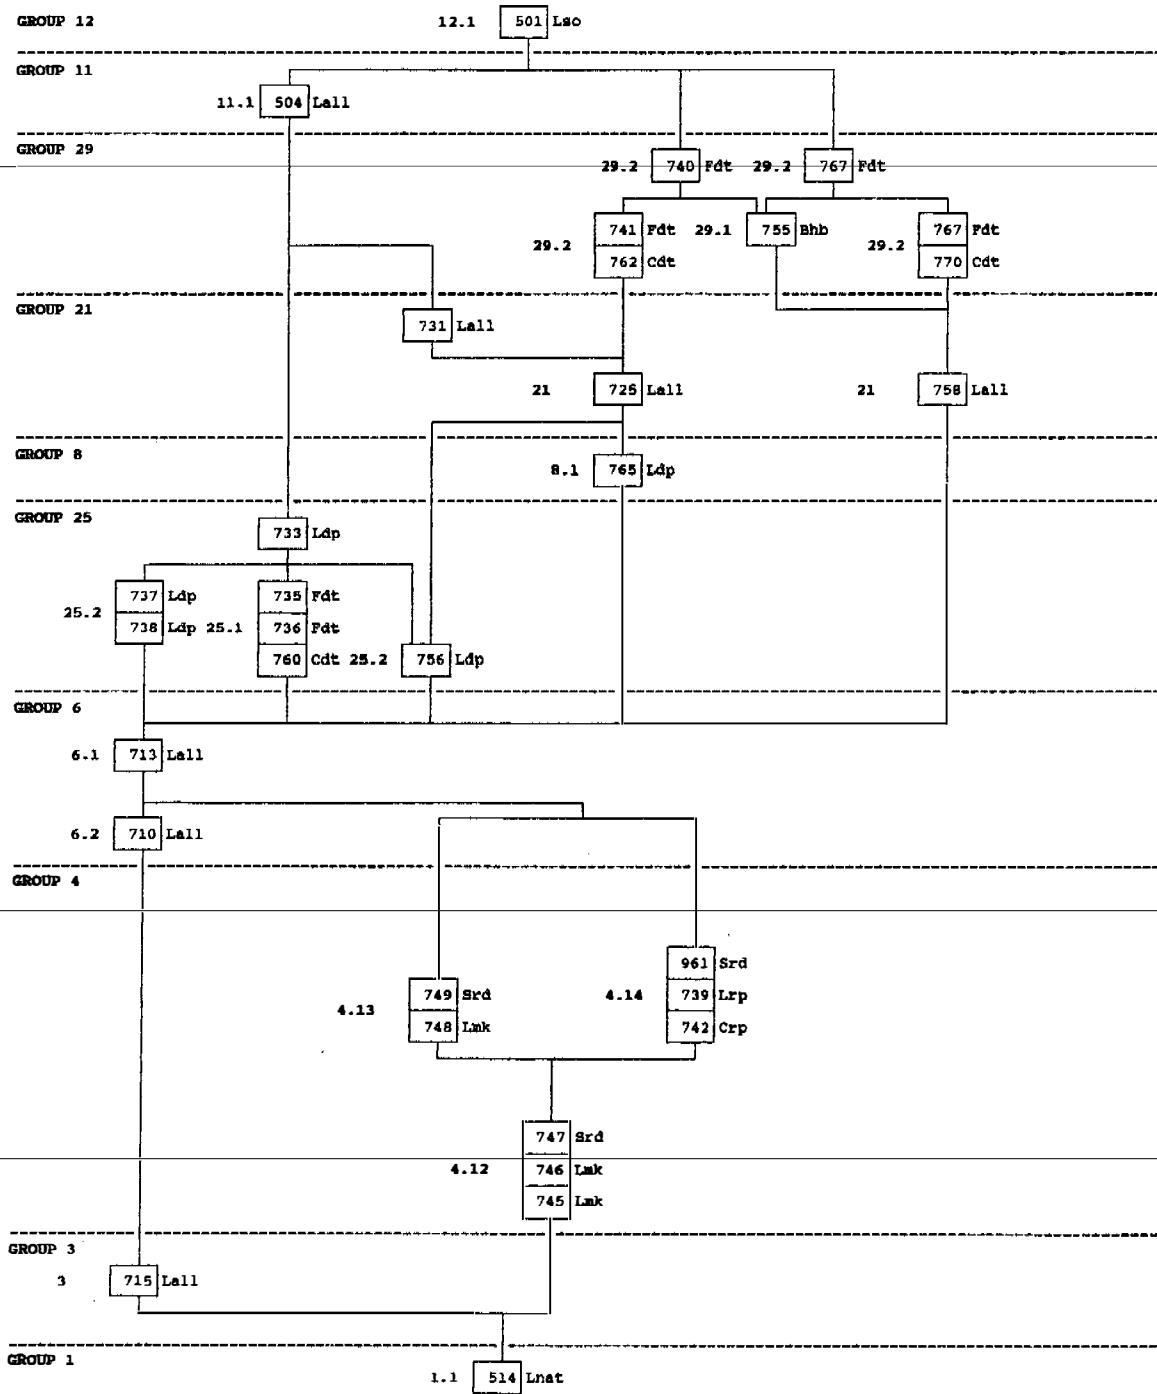 GROUP 12
12.1 501 Lso
GROUP 11
11.1 504 Lall
GROUP 29
29.2 740 Fdt 29.2 767 Fdt
741 Fdt 29.1 755 Bhb 767 Fdt
29.2 29.2
762 Cdt 770 Cdt
GROUP 21
731 Lall
21 725 Lall 21 758 Lall
GROUP 8
8.1 765 Ldp
GROUP 25
733 Ldp
737 Ldp 735 Fdt
25.2
738 Ldp 25.1 736 Fdt
760 Cdt 25.2 756 Ldp
GROUP 6
6.1 713 Lall
6.2 710 Lall
GROUP 4
961 Srd
749 Srd 4.14 739 Lrp
4.13
748 Lmk 742 Crp
747 Srd
4.12 746 Lmk
745 Lmk
GROUP 3
3 715 Lall
GROUP 1
1.1 514 Lnat